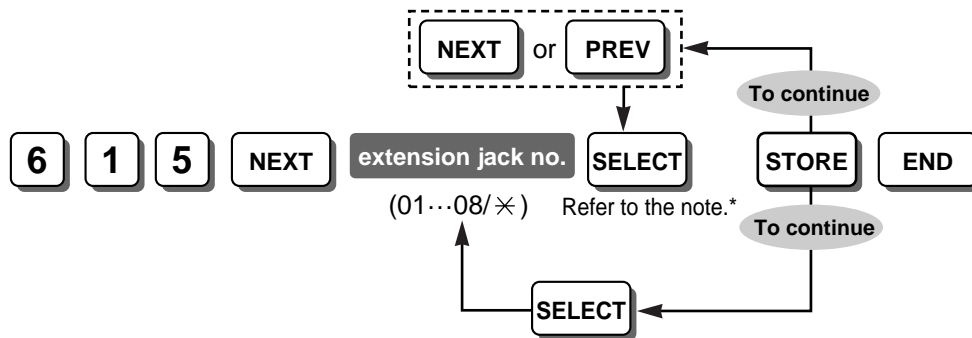 NEXT or PREV
To continue
6 1 5 NEXT extension jack no. SELECT STORE END
(01···08/✳) Refer to the note.*
To continue
SELECT